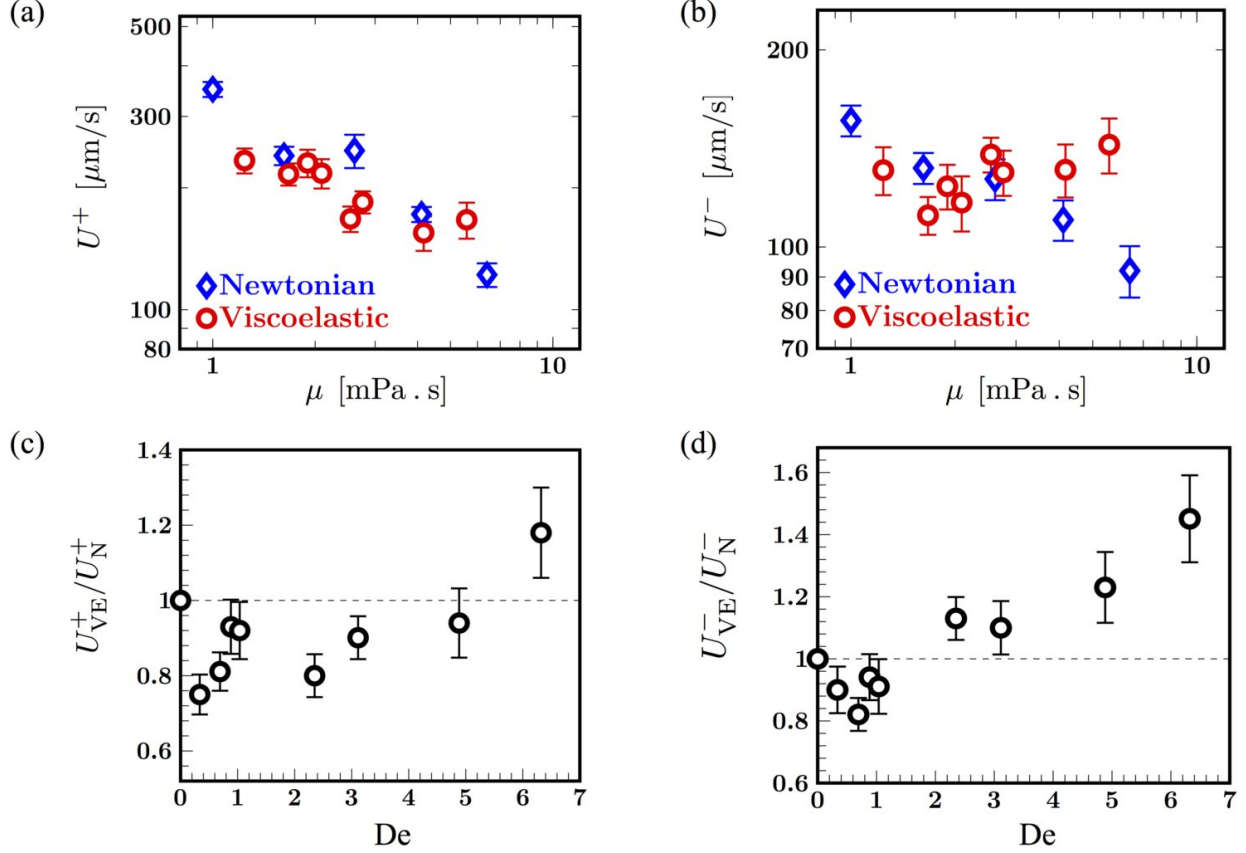 (a)
500
300
100
80
U⁺ [μm/s]
Newtonian
Viscoelastic
1
10
μ [mPa . s]
(b)
200
100
90
80
70
U⁻ [μm/s]
Newtonian
Viscoelastic
1
10
μ [mPa . s]
(c)
1.4
1.2
1
0.8
0.6
U⁺VE/U⁺N
0 1 2 3 4 5 6 7
De
(d)
1.6
1.4
1.2
1
0.8
0.6
U⁻VE/U⁻N
0 1 2 3 4 5 6 7
De